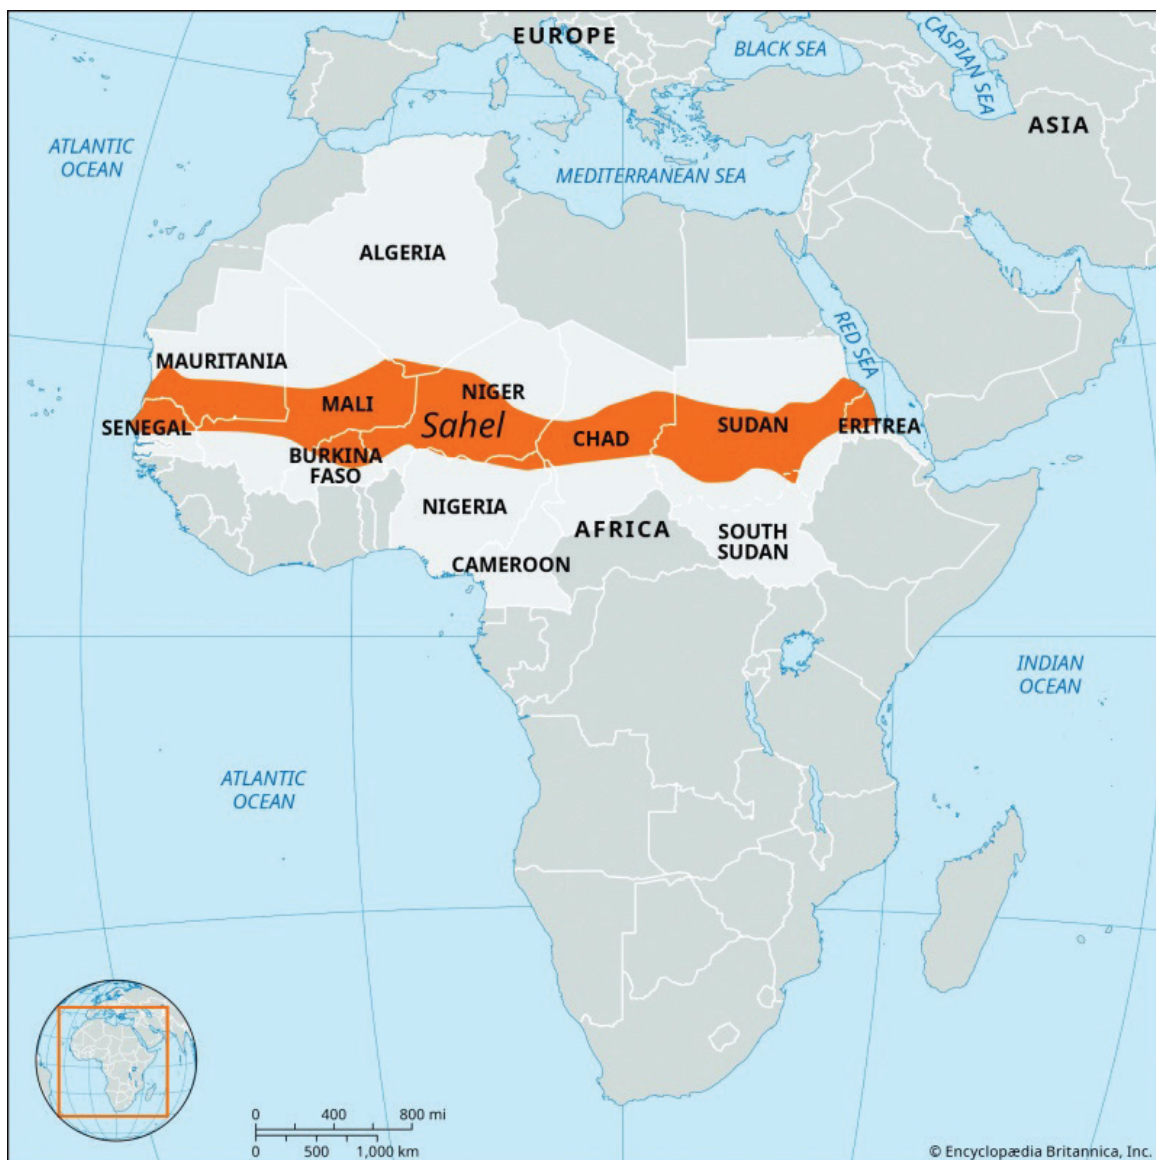 EUROPE
BLACK SEA
CASPIAN SEA
ASIA
ATLANTIC
OCEAN
MEDITERRANEAN SEA
ALGERIA
RED SEA
MAURITANIA
NIGER
MALI
Sahel
SENEGAL
CHAD
SUDAN
ERITREA
BURKINA
FASO
NIGERIA
AFRICA
SOUTH
SUDAN
CAMEROON
INDIAN
OCEAN
ATLANTIC
OCEAN
0 400 800 mi
0 500 1,000 km
© Encyclopædia Britannica, Inc.